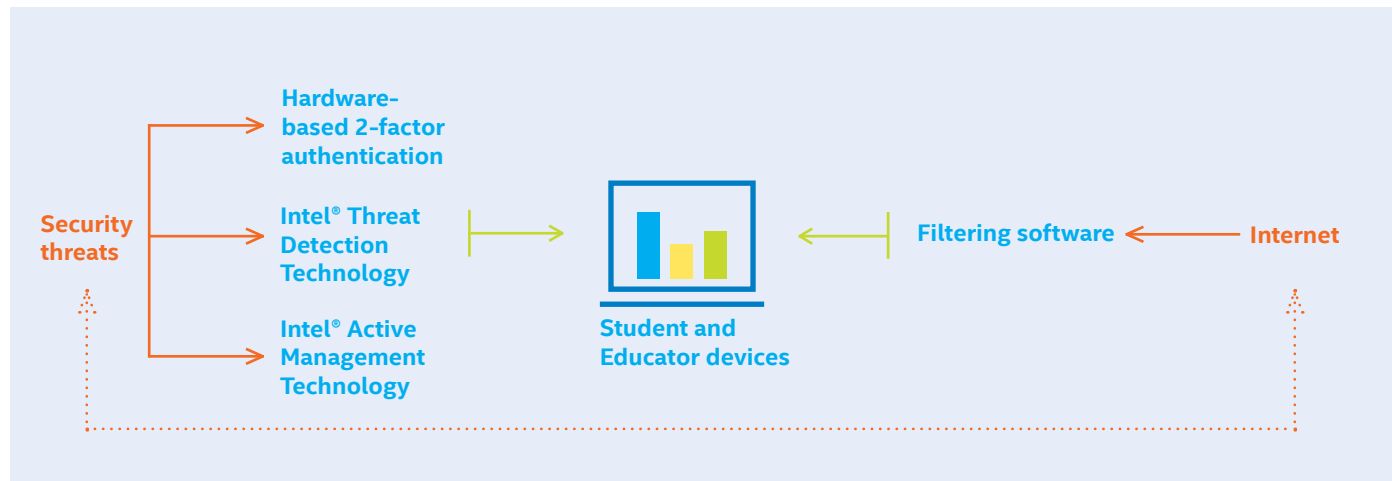 Hardware-
based 2-factor
authentication
Security
threats
Intel® Threat
Detection
Technology
Intel® Active
Management
Technology
Student and
Educator devices
Filtering software
Internet